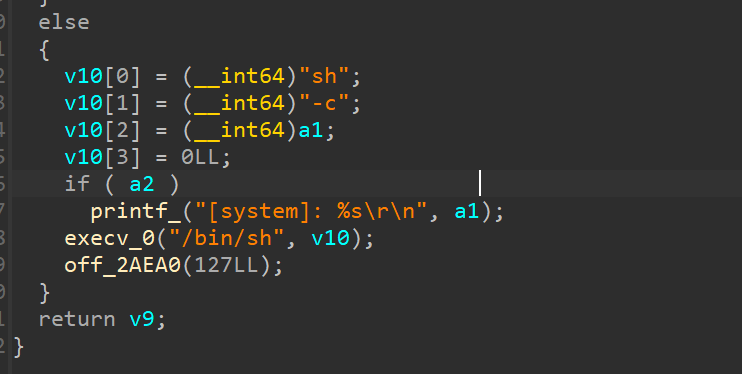 }
else
{
v10[0] = (__int64)"sh";
v10[1] = (__int64)"-c";
v10[2] = (__int64)a1;
v10[3] = 0LL;
if ( a2 )
printf_("[system]: %s\r\n", a1);
execv_0("/bin/sh", v10);
off_2AEA0(127LL);
}
return v9;
}